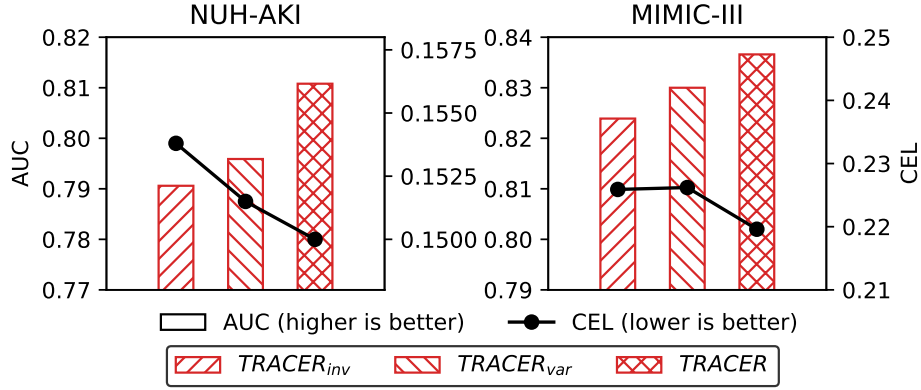 NUH-AKI
MIMIC-III
0.82
0.81
0.80
0.79
0.78
0.77
AUC
0.1575
0.1550
0.1525
0.1500
0.84
0.83
0.82
0.81
0.80
0.79
0.25
0.24
0.23
0.22
0.21
CEL
AUC (higher is better)
CEL (lower is better)
TRACER_inv
TRACER_var
TRACER